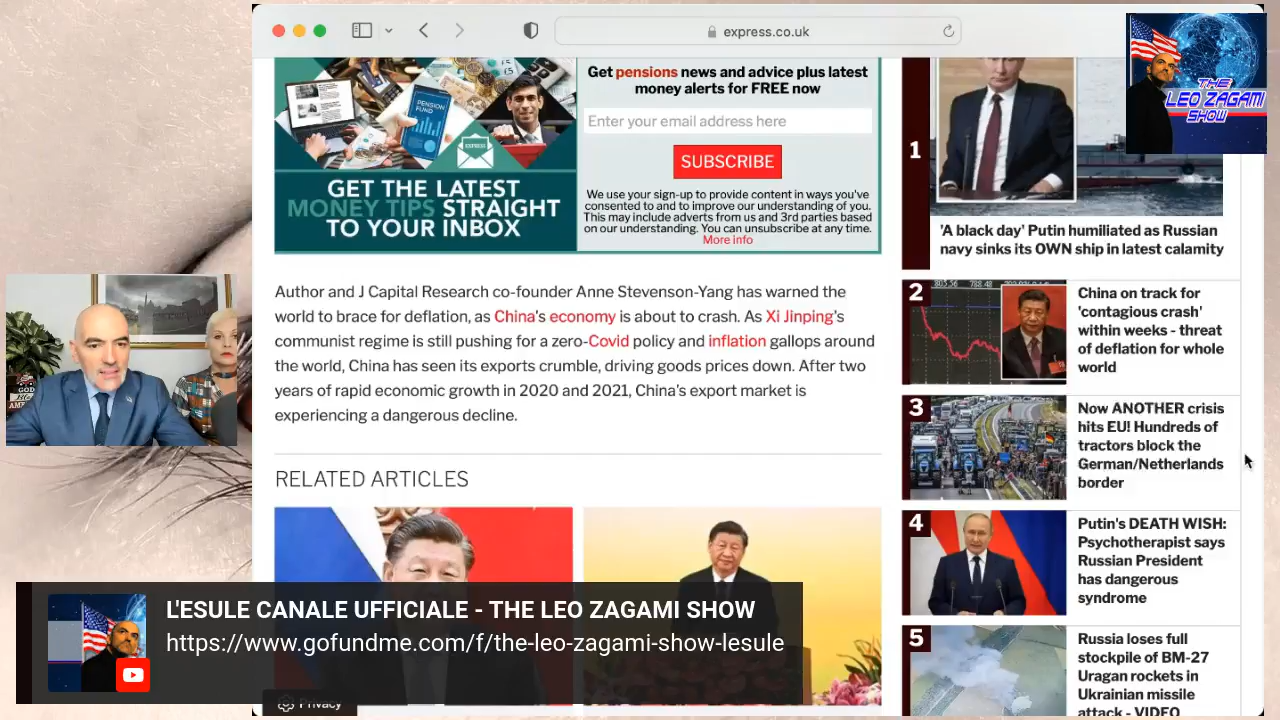 express.co.uk
THE
LEO ZAGAMI
SHOW
PENSION
FUND
EXPRESS
GET THE LATEST
MONEY TIPS STRAIGHT
TO YOUR INBOX
Get pensions news and advice plus latest
money alerts for FREE now
Enter your email address here
SUBSCRIBE
We use your sign-up to provide content in ways you've
consented to and to improve our understanding of you.
This may include adverts from us and 3rd parties based
on our understanding. You can unsubscribe at any time.
More info
Author and J Capital Research co-founder Anne Stevenson-Yang has warned the
world to brace for deflation, as China's economy is about to crash. As Xi Jinping's
communist regime is still pushing for a zero-Covid policy and inflation gallops around
the world, China has seen its exports crumble, driving goods prices down. After two
years of rapid economic growth in 2020 and 2021, China's export market is
experiencing a dangerous decline.
RELATED ARTICLES
1
'A black day' Putin humiliated as Russian
navy sinks its OWN ship in latest calamity
2
805.56 788.48
China on track for
'contagious crash'
within weeks - threat
of deflation for whole
world
3
Now ANOTHER crisis
hits EU! Hundreds of
tractors block the
German/Netherlands
border
4
Putin's DEATH WISH:
Psychotherapist says
Russian President
has dangerous
syndrome
5
Russia loses full
stockpile of BM-27
Uragan rockets in
Ukrainian missile
attack - VIDEO
GOD
L'ESULE CANALE UFFICIALE - THE LEO ZAGAMI SHOW
https://www.gofundme.com/f/the-leo-zagami-show-lesule
Privacy